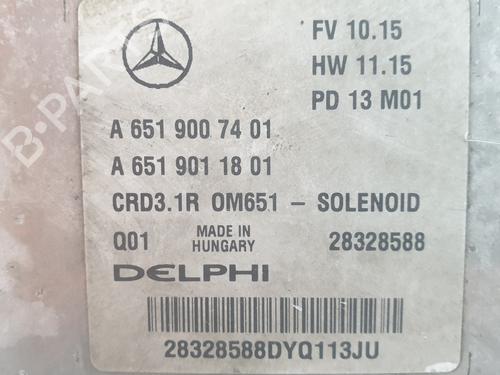 FV 10.15
HW 11.15
PD 13 M01
A 651 900 74 01
A 651 901 18 01
CRD3.1R OM651 – SOLENOID
Q01 MADE IN HUNGARY 28328588
DELPHI
28328588DYQ113JU